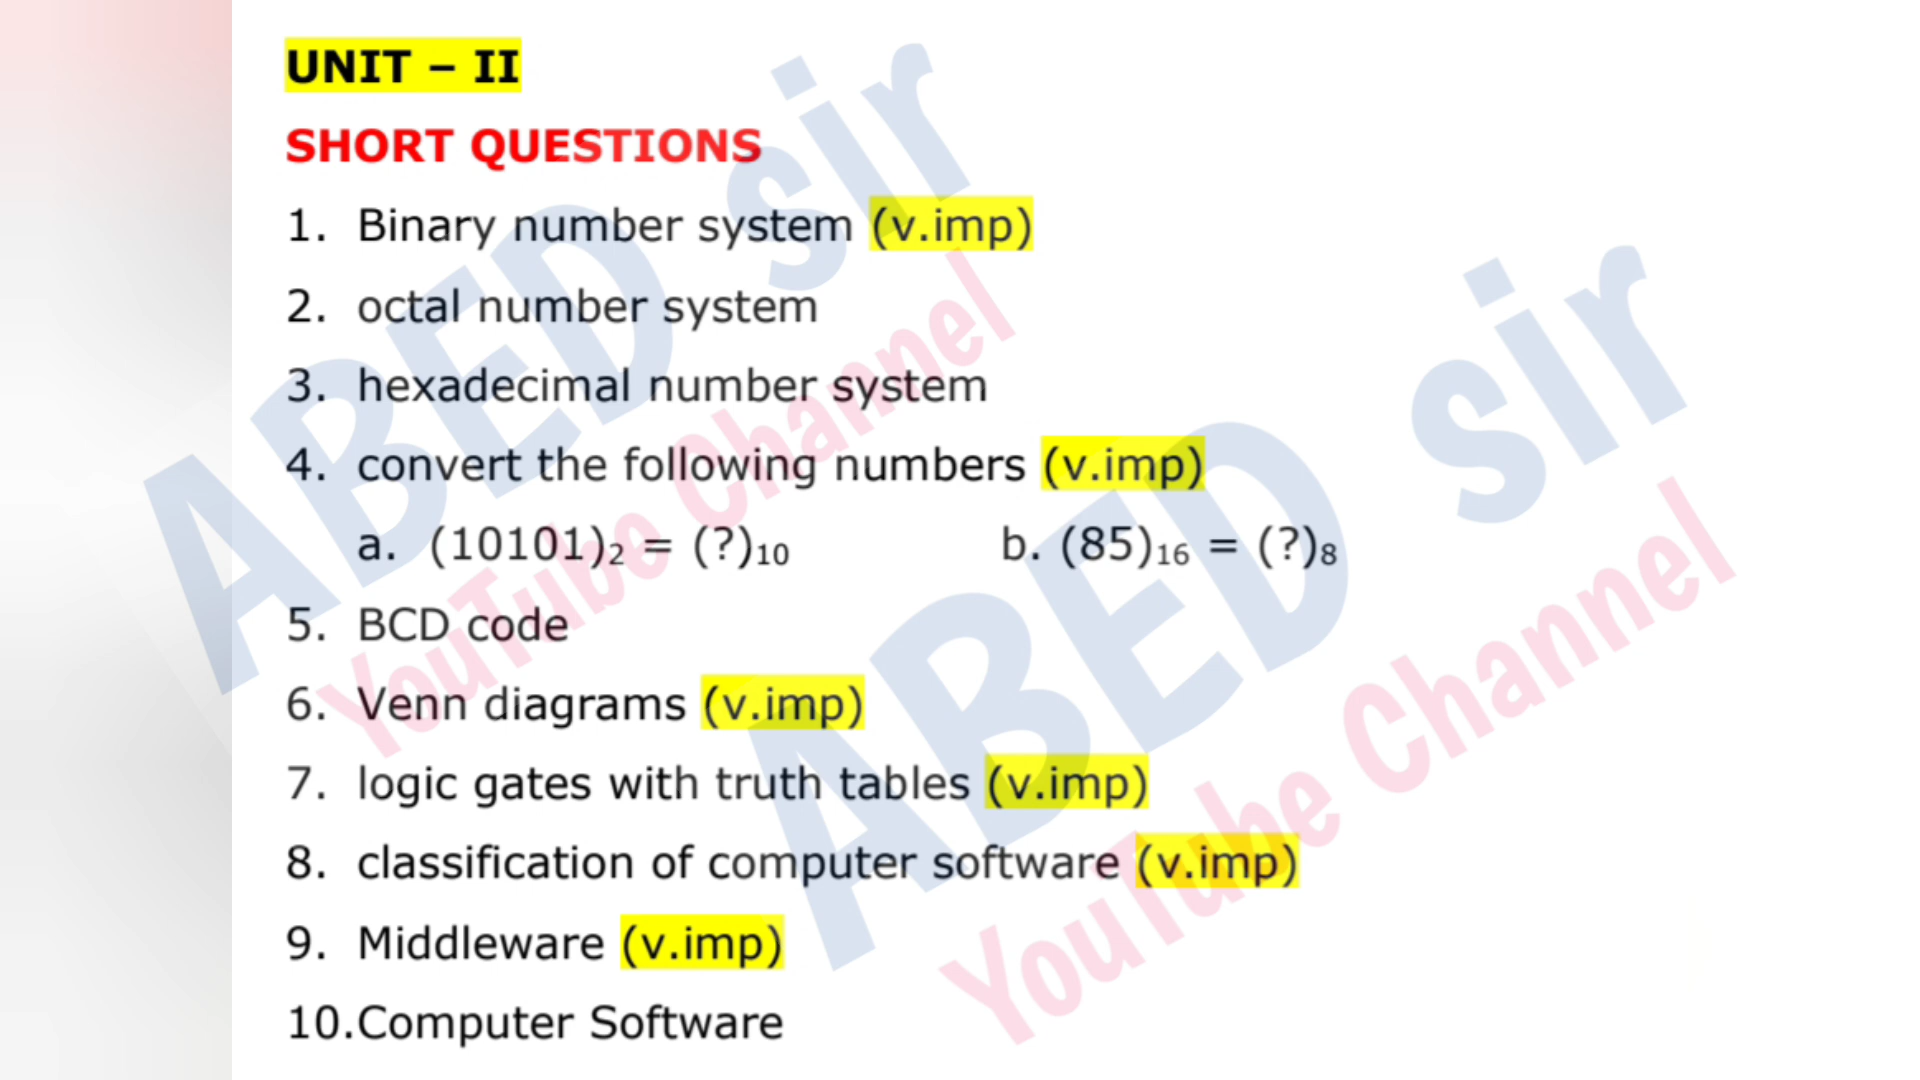 UNIT – II
SHORT QUESTIONS
1. Binary number system (v.imp)
2. octal number system
3. hexadecimal number system
4. convert the following numbers (v.imp)
a. (10101)₂ = (?)₁₀ b. (85)₁₆ = (?)₈
5. BCD code
6. Venn diagrams (v.imp)
7. logic gates with truth tables (v.imp)
8. classification of computer software (v.imp)
9. Middleware (v.imp)
10.Computer Software
ABED sir
YouTube Channel
ABED sir
YouTube Channel